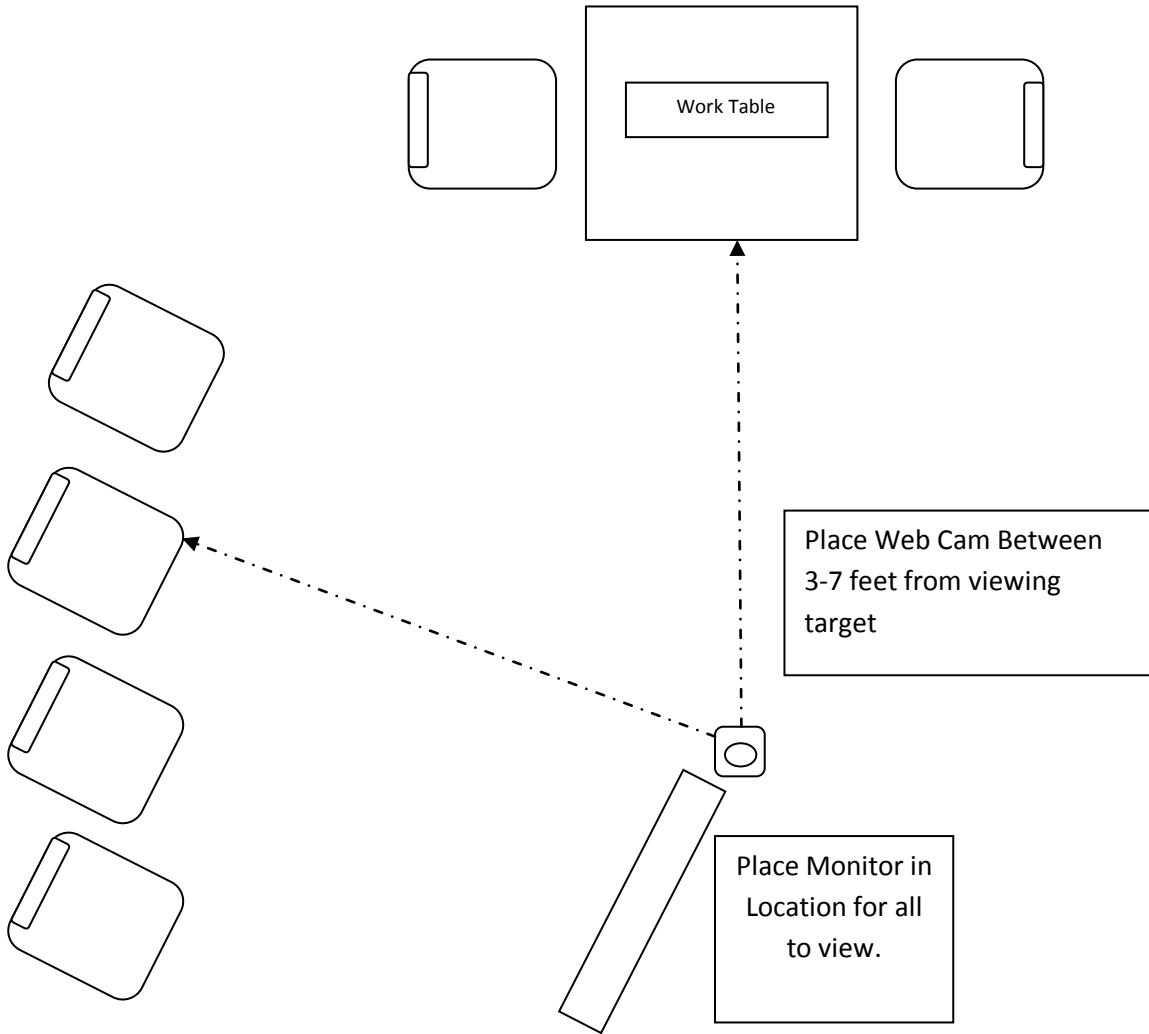 Work Table
Place Web Cam Between
3-7 feet from viewing
target
Place Monitor in
Location for all
to view.